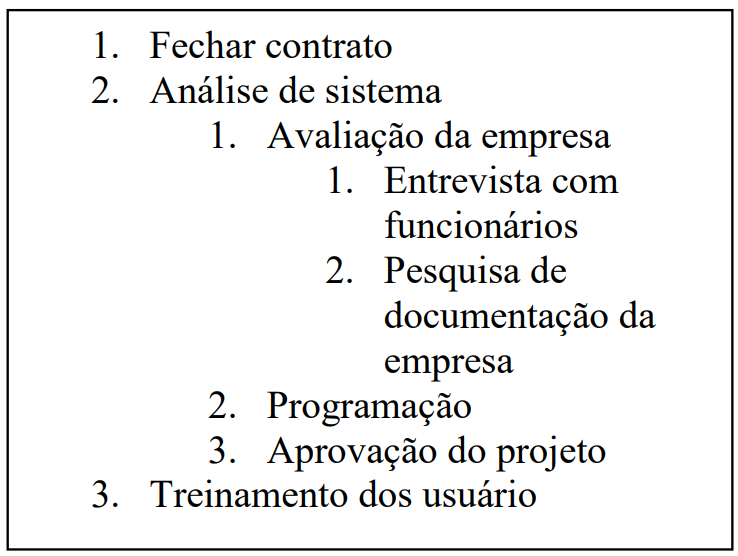 1. Fechar contrato
2. Análise de sistema
1. Avaliação da empresa
1. Entrevista com
funcionários
2. Pesquisa de
documentação da
empresa
2. Programação
3. Aprovação do projeto
3. Treinamento dos usuário